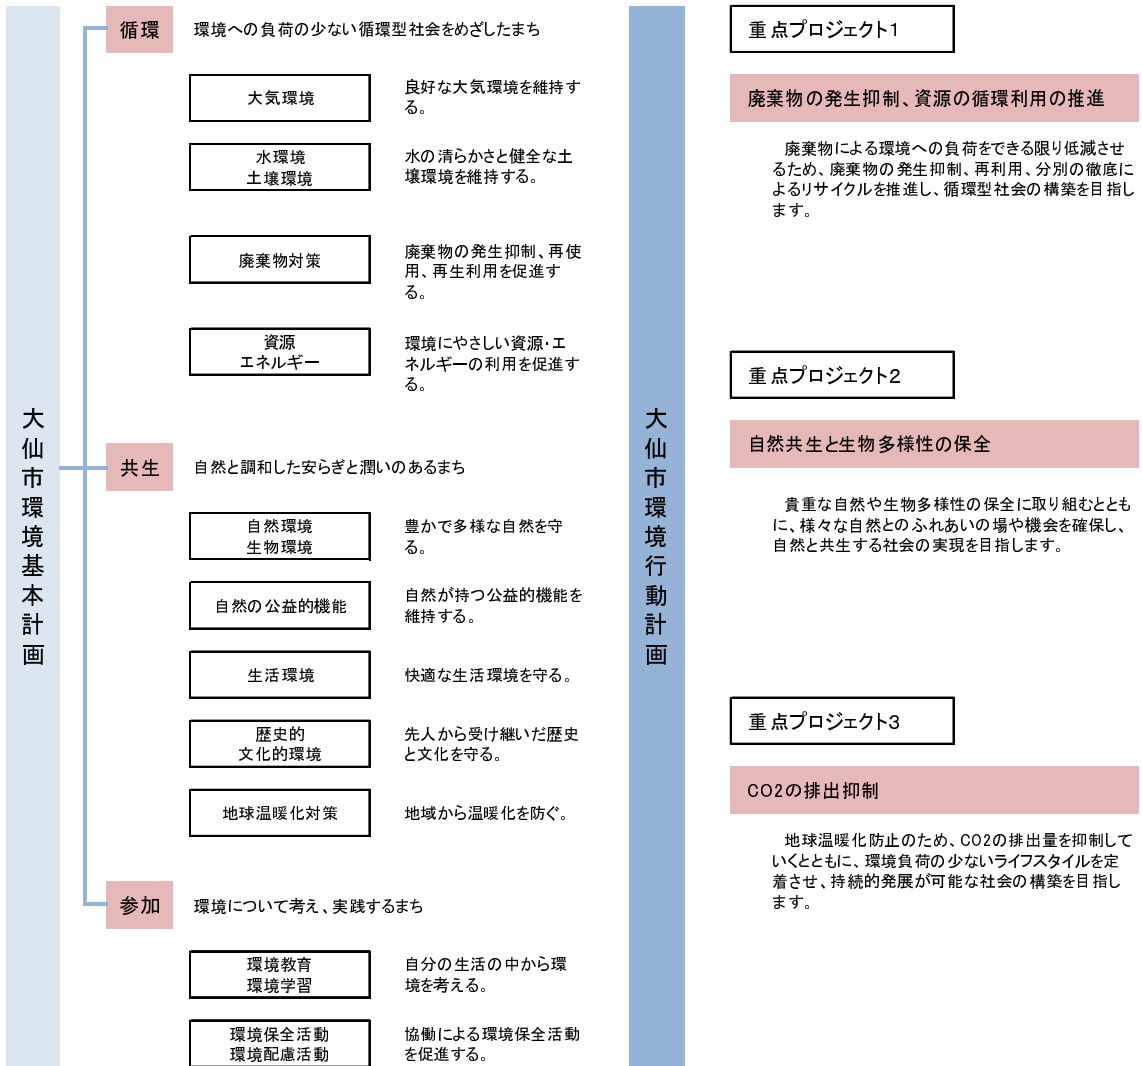 大仙市環境基本計画
循環
環境への負荷の少ない循環型社会をめざしたまち
大気環境
良好な大気環境を維持す
る。
水環境
土壌環境
水の清らかさと健全な土
壌環境を維持する。
廃棄物対策
廃棄物の発生抑制、再使
用、再生利用を促進す
る。
資源
エネルギー
環境にやさしい資源・エ
ネルギーの利用を促進す
る。
共生
自然と調和した安らぎと潤いのあるまち
自然環境
生物環境
豊かで多様な自然を守
る。
自然の公益的機能
自然が持つ公益的機能を
維持する。
生活環境
快適な生活環境を守る。
歴史的
文化的環境
先人から受け継いだ歴史
と文化を守る。
地球温暖化対策
地域から温暖化を防ぐ。
参加
環境について考え、実践するまち
環境教育
環境学習
自分の生活の中から環
境を考える。
環境保全活動
環境配慮活動
協働による環境保全活動
を促進する。
大仙市環境行動計画
重点プロジェクト1
廃棄物の発生抑制、資源の循環利用の推進
廃棄物による環境への負荷をできる限り低減させ
るため、廃棄物の発生抑制、再利用、分別の徹底に
よるリサイクルを推進し、循環型社会の構築を目指し
ます。
重点プロジェクト2
自然共生と生物多様性の保全
貴重な自然や生物多様性の保全に取り組むととも
に、様々な自然とのふれあいの場や機会を確保し、
自然と共生する社会の実現を目指します。
重点プロジェクト3
CO2の排出抑制
地球温暖化防止のため、CO2の排出量を抑制して
いくとともに、環境負荷の少ないライフスタイルを定
着させ、持続的発展が可能な社会の構築を目指し
ます。